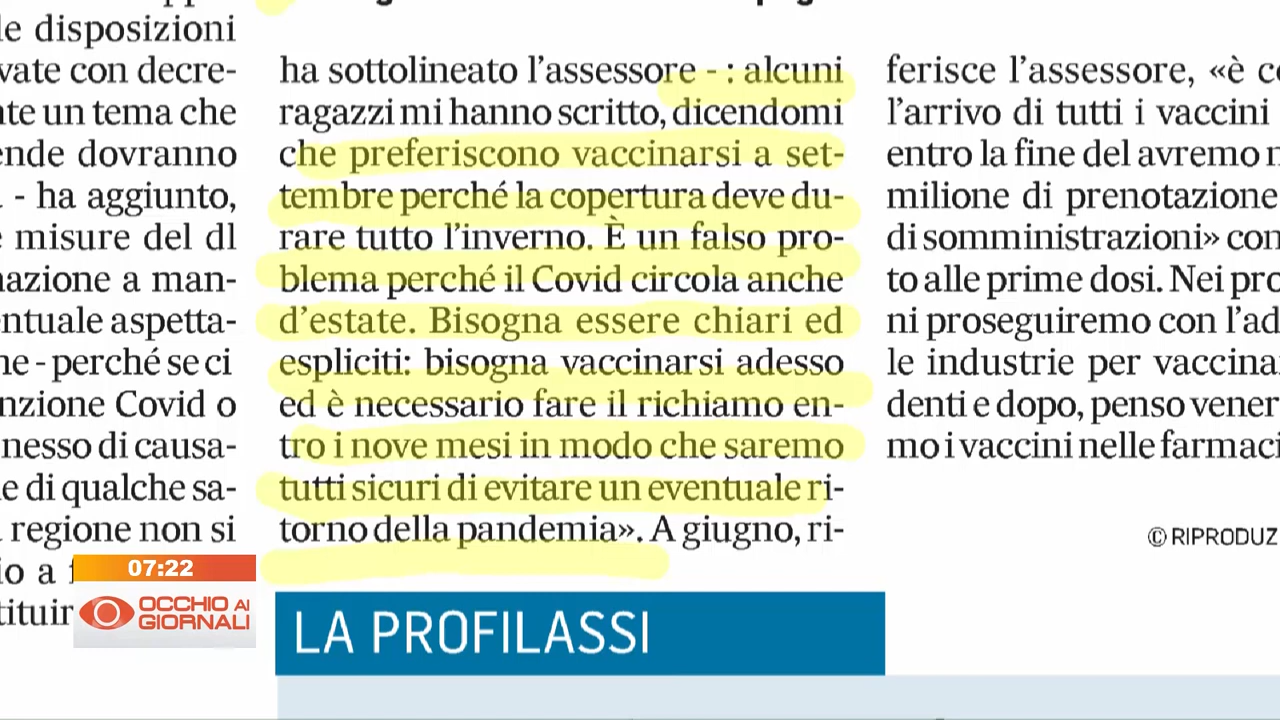 le disposizioni
vate con decre-
nte un tema che
ende dovranno
- ha aggiunto,
misure del dl
nazione a man-
entuale aspetta-
ne - perché se ci
nzione Covid o
nesso di causa-
e di qualche sa-
regione non si
io a
tituir
ha sottolineato l'assessore - : alcuni
ragazzi mi hanno scritto, dicendomi
che preferiscono vaccinarsi a set-
tembre perché la copertura deve du-
rare tutto l'inverno. È un falso pro-
blema perché il Covid circola anche
d'estate. Bisogna essere chiari ed
espliciti: bisogna vaccinarsi adesso
ed è necessario fare il richiamo en-
tro i nove mesi in modo che saremo
tutti sicuri di evitare un eventuale ri-
torno della pandemia». A giugno, ri-
ferisce l'assessore, «è c
l'arrivo di tutti i vaccini
entro la fine del avremo
milione di prenotazione
di somministrazioni» con
to alle prime dosi. Nei pro
ni proseguiremo con l'ad
le industrie per vaccina
denti e dopo, penso vener
mo i vaccini nelle farmaci
© RIPRODUZ
LA PROFILASSI
07:22
OCCHIO AI
GIORNALI